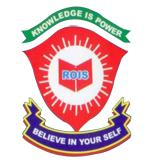 KNOWLEDGE IS POWER
ROIS
BELIEVE IN YOUR SELF